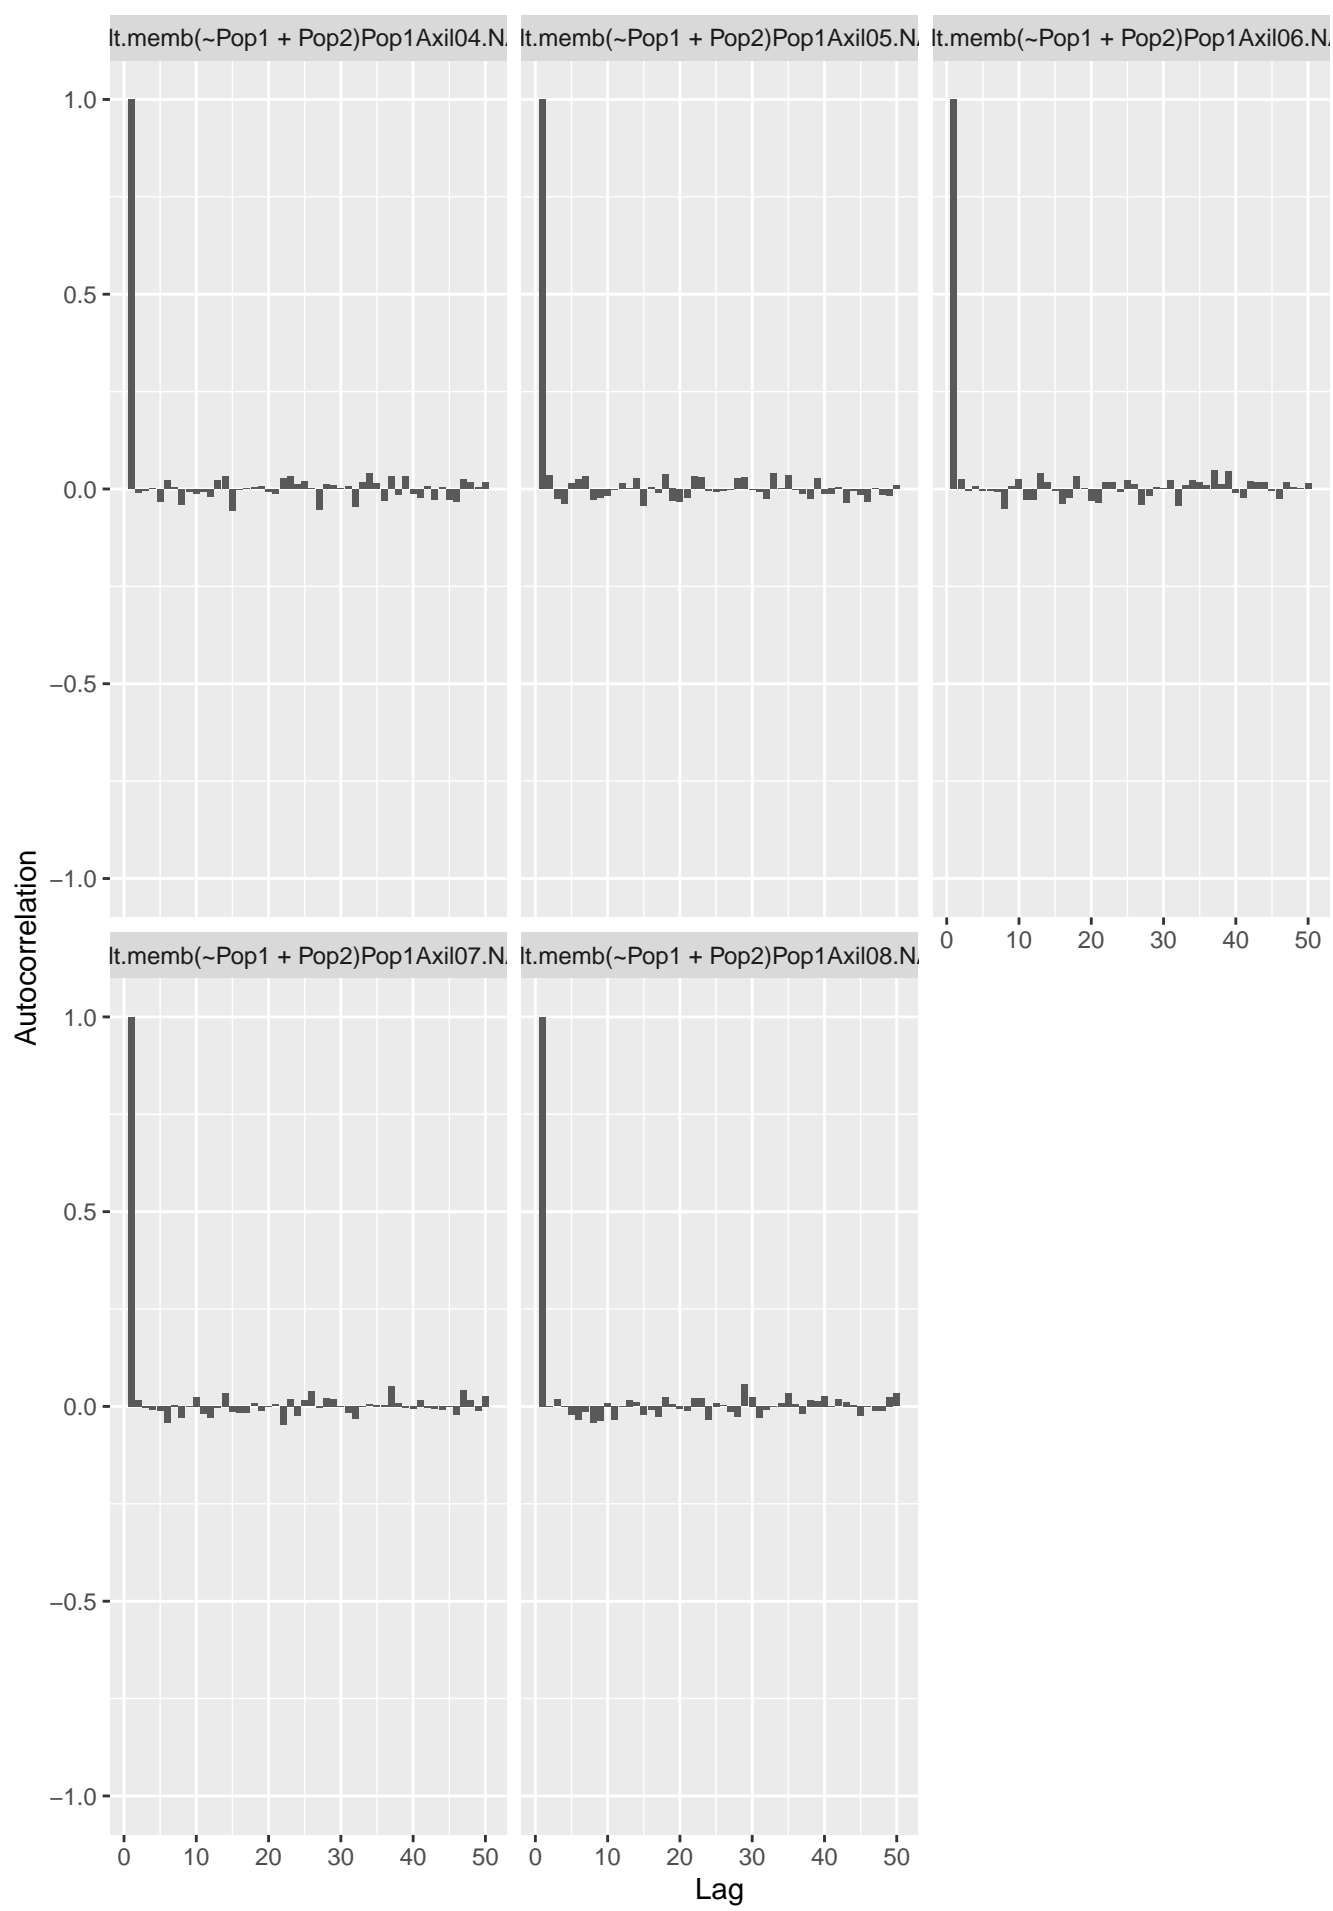 lt.memb(~Pop1 + Pop2)Pop1Axil04.N
lt.memb(~Pop1 + Pop2)Pop1Axil05.N
lt.memb(~Pop1 + Pop2)Pop1Axil06.N
1.0
0.5
0.0
−0.5
−1.0
0 10 20 30 40 50
Autocorrelation
lt.memb(~Pop1 + Pop2)Pop1Axil07.N
lt.memb(~Pop1 + Pop2)Pop1Axil08.N
1.0
0.5
0.0
−0.5
−1.0
0 10 20 30 40 50
0 10 20 30 40 50
Lag